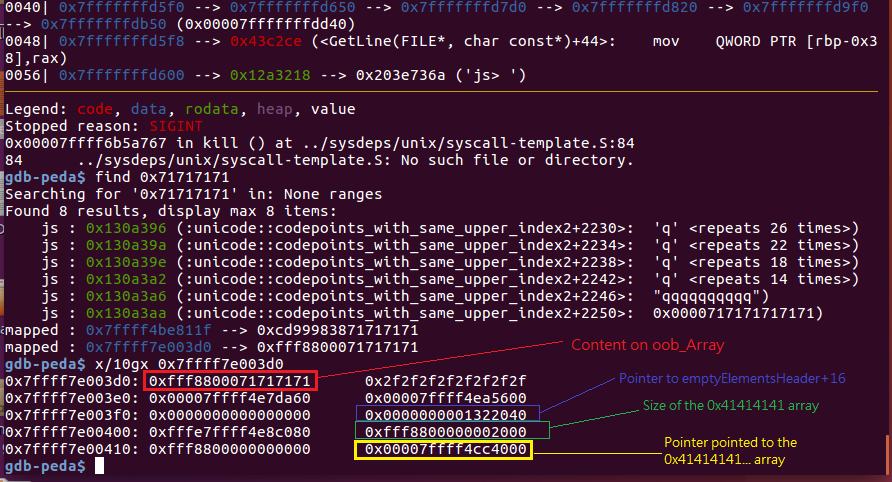 0040| 0x7fffffffd5f0 --> 0x7fffffffd650 --> 0x7fffffffd7d0 --> 0x7fffffffd820 --> 0x7fffffffd9f0
--> 0x7fffffffdb50 (0x00007fffffffdd40)
0048| 0x7fffffffd5f8 --> 0x43c2ce (<GetLine(FILE*, char const*)+44>:    mov    QWORD PTR [rbp-0x3
8],rax)
0056| 0x7fffffffd600 --> 0x12a3218 --> 0x203e736a ('js> ')
Legend: code, data, rodata, heap, value
Stopped reason: SIGINT
0x00007ffff6b5a767 in kill () at ../sysdeps/unix/syscall-template.S:84
84      ../sysdeps/unix/syscall-template.S: No such file or directory.
gdb-peda$ find 0x71717171
Searching for '0x71717171' in: None ranges
Found 8 results, display max 8 items:
    js : 0x130a396 (:unicode::codepoints_with_same_upper_index2+2230>:  'q' <repeats 26 times>)
    js : 0x130a39a (:unicode::codepoints_with_same_upper_index2+2234>:  'q' <repeats 22 times>)
    js : 0x130a39e (:unicode::codepoints_with_same_upper_index2+2238>:  'q' <repeats 18 times>)
    js : 0x130a3a2 (:unicode::codepoints_with_same_upper_index2+2242>:  'q' <repeats 14 times>)
    js : 0x130a3a6 (:unicode::codepoints_with_same_upper_index2+2246>:  "qqqqqqqqqq")
    js : 0x130a3aa (:unicode::codepoints_with_same_upper_index2+2250>:  0x0000717171717171)
mapped : 0x7ffff4be811f --> 0xcd99983871717171
mapped : 0x7ffff7e003d0 --> 0xfff8800071717171
gdb-peda$ x/10gx 0x7ffff7e003d0
0x7ffff7e003d0: 0xfff8800071717171      0x2f2f2f2f2f2f2f2f
0x7ffff7e003e0: 0x00007ffff4e7da60      0x00007ffff4ea5600
0x7ffff7e003f0: 0x0000000000000000      0x0000000001322040
0x7ffff7e00400: 0xfffe7ffff4e8c080      0xfff8800000002000
0x7ffff7e00410: 0xfff8800000000000      0x00007ffff4cc4000
gdb-peda$
Content on oob_Array
Pointer to emptyElementsHeader+16
Size of the 0x41414141 array
Pointer pointed to the
0x41414141... array